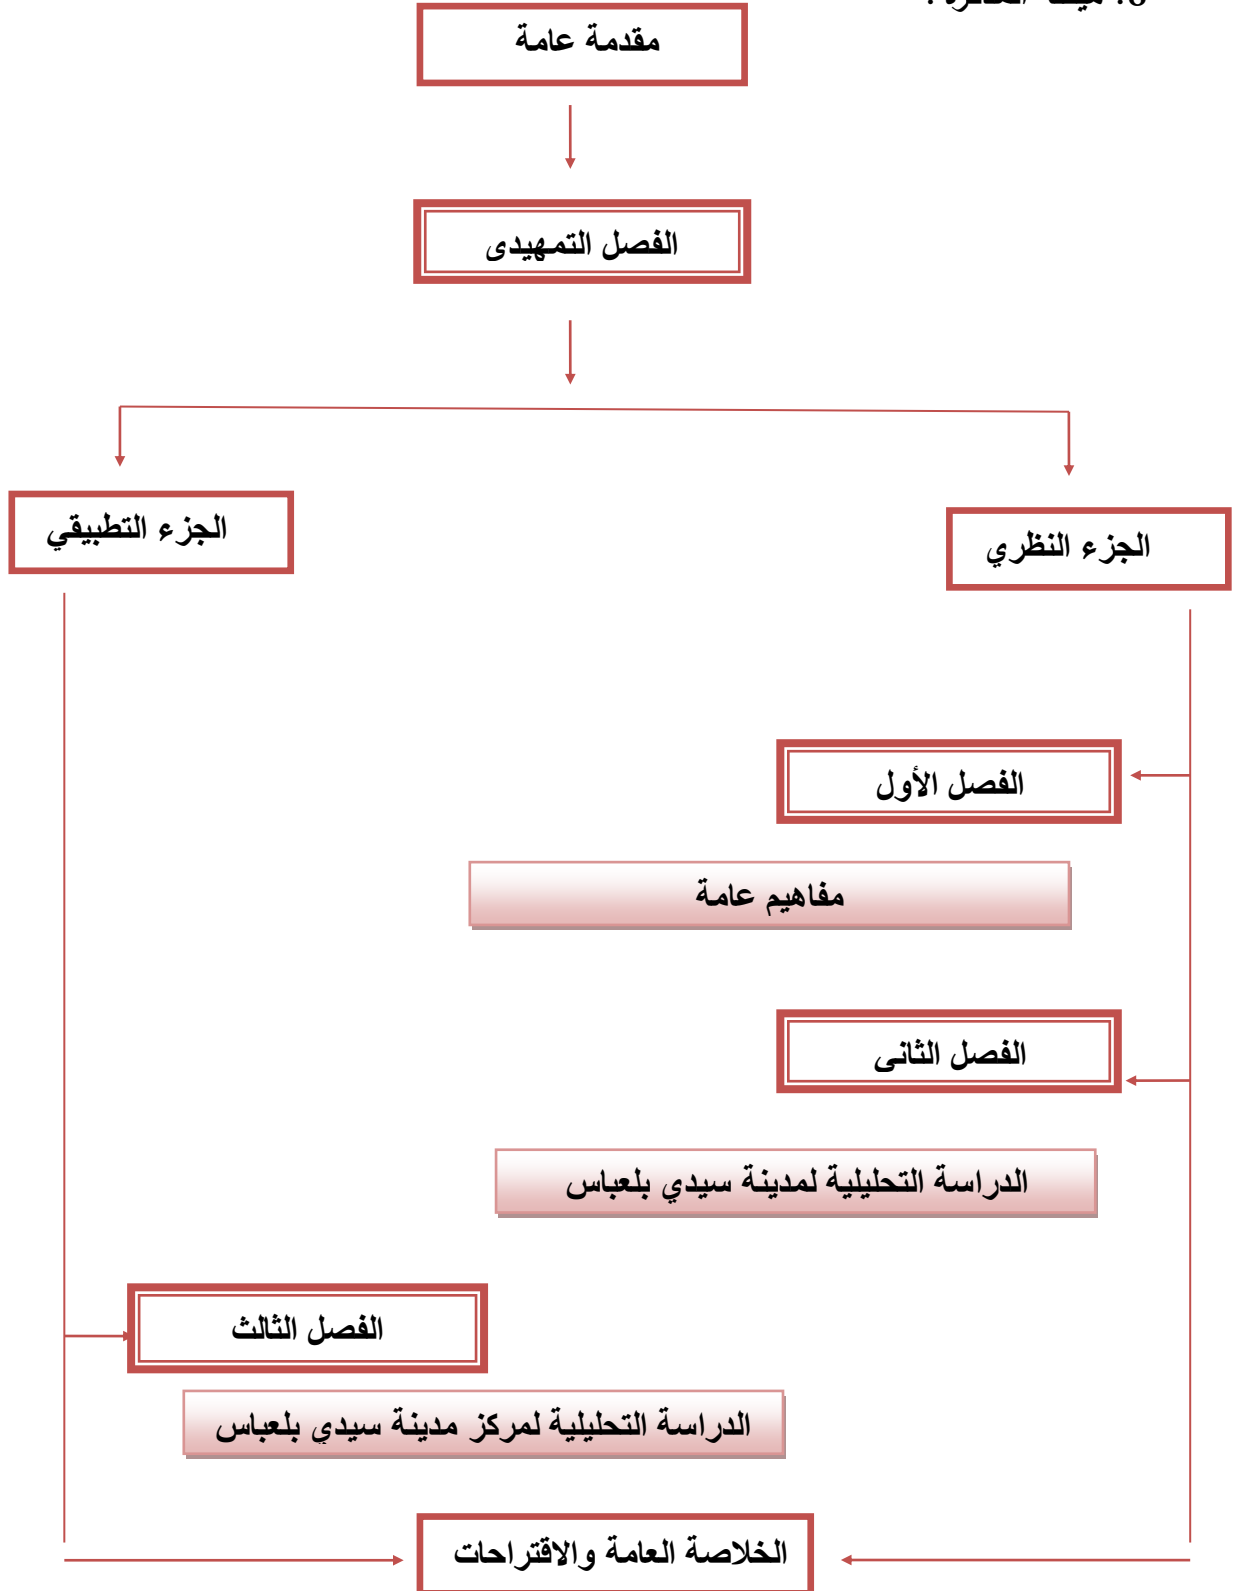 مقدمة عامة
الفصل التمهيدى
الجزء النظري
الجزء التطبيقي
الفصل الأول
مفاهيم عامة
الفصل الثانى
الدراسة التحليلية لمدينة سيدي بلعباس
الفصل الثالث
الدراسة التحليلية لمركز مدينة سيدي بلعباس
الخلاصة العامة والاقتراحات